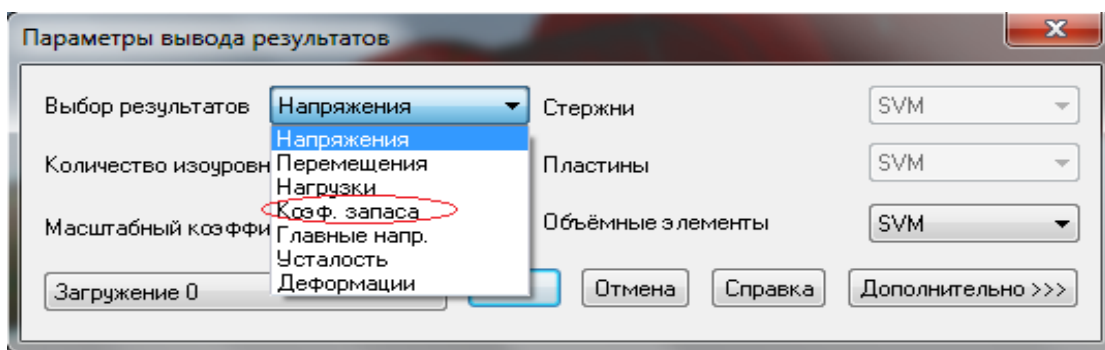 Параметры вывода результатов
Выбор результатов Напряжения Стержни SVM
Напряжения
Количество изоуровн Перемещения Пластины SVM
Нагрузки
Коэф. запаса
Масштабный коэффи Главные напр. Объёмные элементы SVM
Усталость
Загружение 0 Деформации Отмена Справка Дополнительно >>>